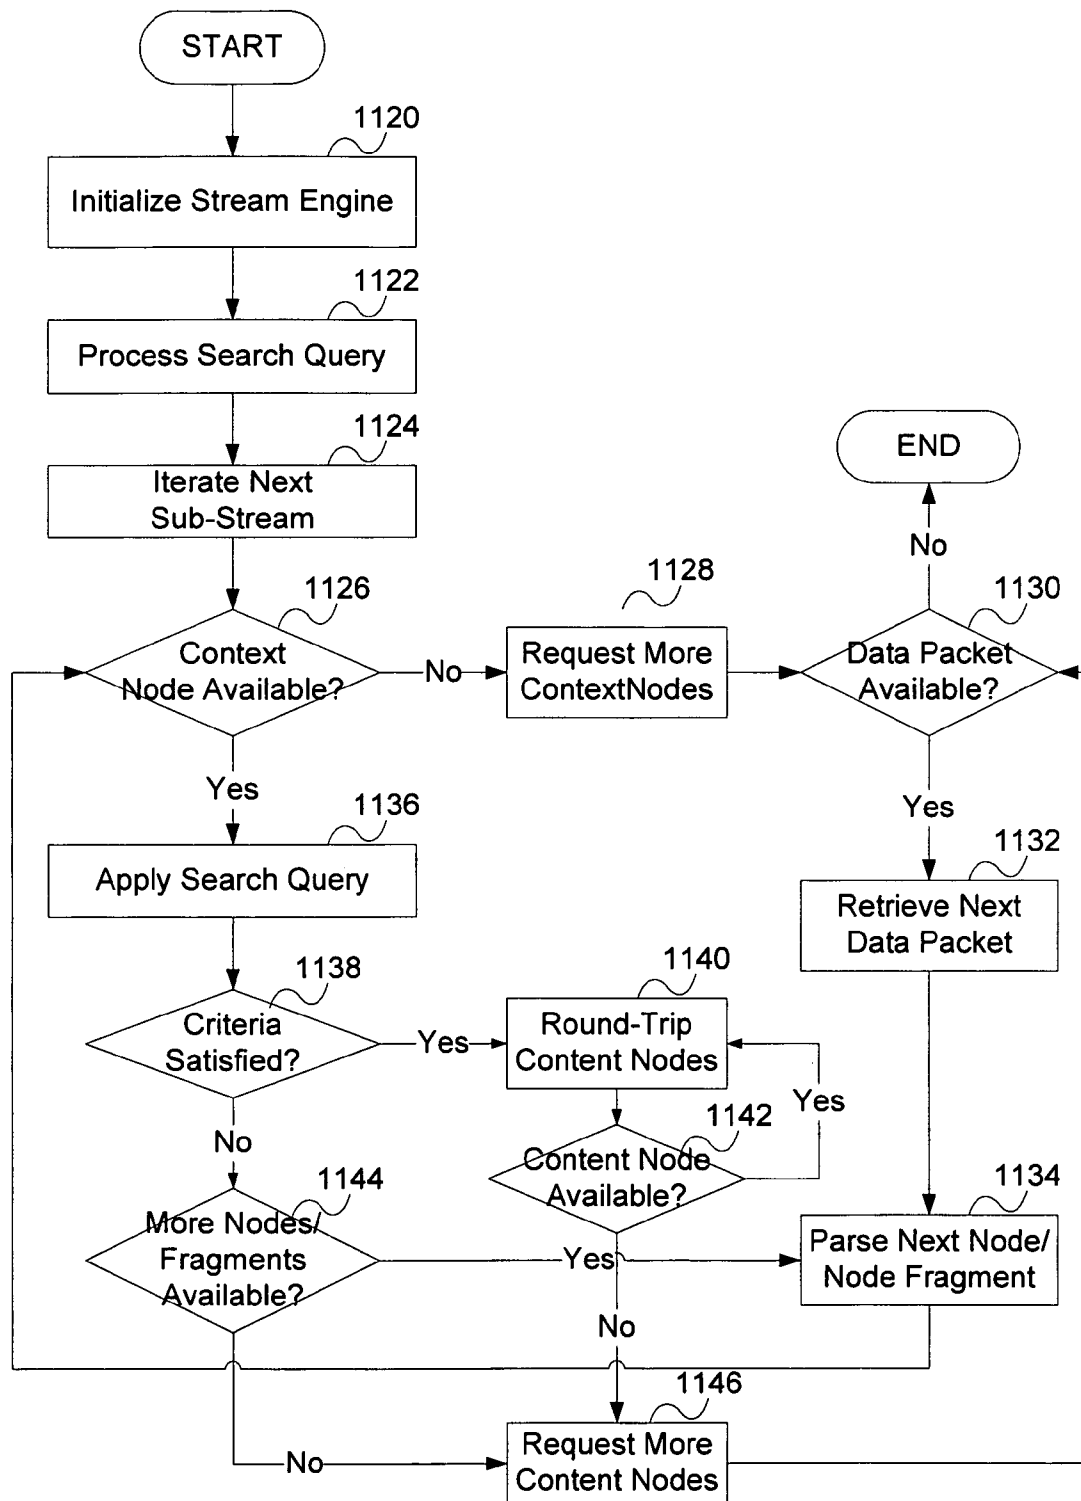 START
1120
Initialize Stream Engine
1122
Process Search Query
1124
Iterate Next
Sub-Stream
END
No
1126
Context
Node Available?
No
1128
Request More
ContextNodes
1130
Data Packet
Available?
Yes
Yes
1136
Apply Search Query
1132
Retrieve Next
Data Packet
1138
Criteria
Satisfied?
Yes
1140
Round-Trip
Content Nodes
Yes
No
1142
Content Node
Available?
1144
More Nodes/
Fragments
Available?
Yes
1134
Parse Next Node/
Node Fragment
No
1146
No
Request More
Content Nodes